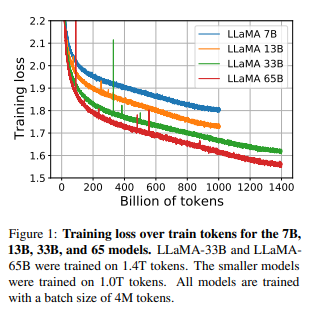 2.2
2.1
2.0
1.9
1.8
1.7
1.6
1.5
Training loss
LLaMA 7B
LLaMA 13B
LLaMA 33B
LLaMA 65B
0 200 400 600 800 1000 1200 1400
Billion of tokens
Figure 1: Training loss over train tokens for the 7B,
13B, 33B, and 65 models. LLaMA-33B and LLaMA-
65B were trained on 1.4T tokens. The smaller models
were trained on 1.0T tokens. All models are trained
with a batch size of 4M tokens.